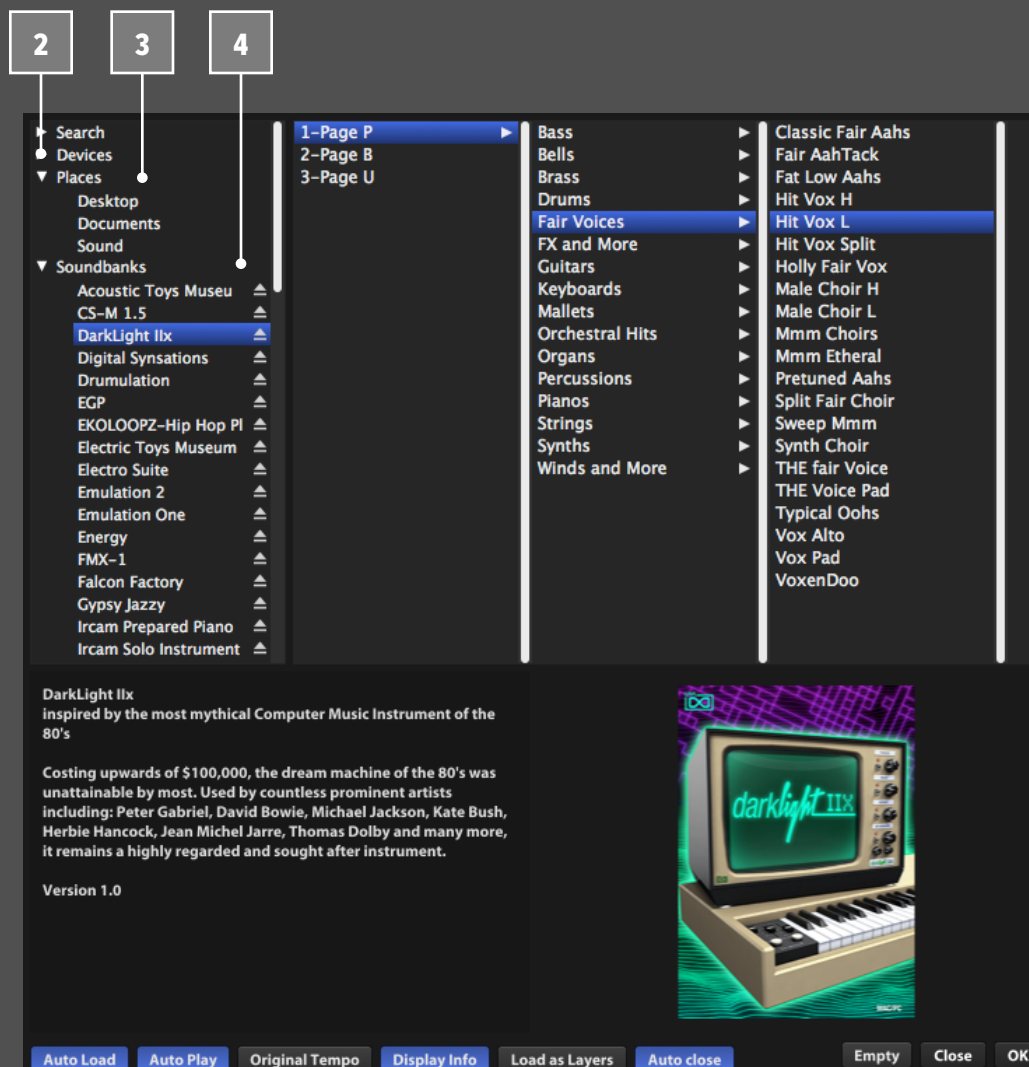 2
3
4
Search
Devices
Places
Desktop
Documents
Sound
Soundbanks
Acoustic Toys Museu
CS-M 1.5
DarkLight IIx
Digital Synsations
Drumulation
EGP
EKOLOOPZ-Hip Hop Pl
Electric Toys Museum
Electro Suite
Emulation 2
Emulation One
Energy
FMX-1
Falcon Factory
Gypsy Jazzy
Ircam Prepared Piano
Ircam Solo Instrument
1-Page P
2-Page B
3-Page U
Bass
Bells
Brass
Drums
Fair Voices
FX and More
Guitars
Keyboards
Mallets
Orchestral Hits
Organs
Percussions
Pianos
Strings
Synths
Winds and More
Classic Fair Aahs
Fair AahTack
Fat Low Aahs
Hit Vox H
Hit Vox L
Hit Vox Split
Holly Fair Vox
Male Choir H
Male Choir L
Mmm Choirs
Mmm Etheral
Pretuned Aahs
Split Fair Choir
Sweep Mmm
Synth Choir
THE fair Voice
THE Voice Pad
Typical Oohs
Vox Alto
Vox Pad
VoxenDoo
DarkLight IIx
inspired by the most mythical Computer Music Instrument of the
80's
Costing upwards of $100,000, the dream machine of the 80's was
unattainable by most. Used by countless prominent artists
including: Peter Gabriel, David Bowie, Michael Jackson, Kate Bush,
Herbie Hancock, Jean Michel Jarre, Thomas Dolby and many more,
it remains a highly regarded and sought after instrument.
Version 1.0
darklight IIx
MAC/PC
Auto Load
Auto Play
Original Tempo
Display Info
Load as Layers
Auto close
Empty
Close
OK